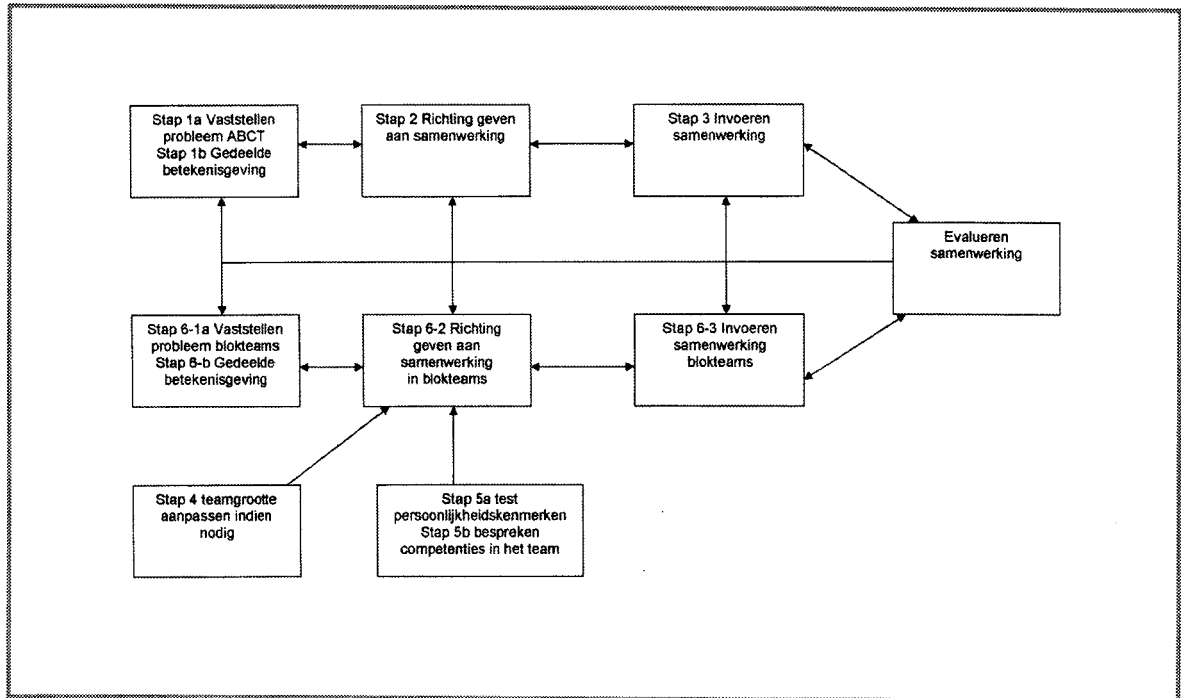 Stap 1a Vaststellen
probleem ABCT
Stap 1b Gedeelde
betekenisgeving
Stap 2 Richting geven
aan samenwerking
Stap 3 Invoeren
samenwerking
Evalueren
samenwerking
Stap 6-1a Vaststellen
probleem blokteams
Stap 6-b Gedeelde
betekenisgeving
Stap 6-2 Richting
geven aan
samenwerking
in blokteams
Stap 6-3 Invoeren
samenwerking
blokteams
Stap 4 teamgrootte
aanpassen indien
nodig
Stap 5a test
persoonlijkheidskenmerken
Stap 5b bespreken
competenties in het team